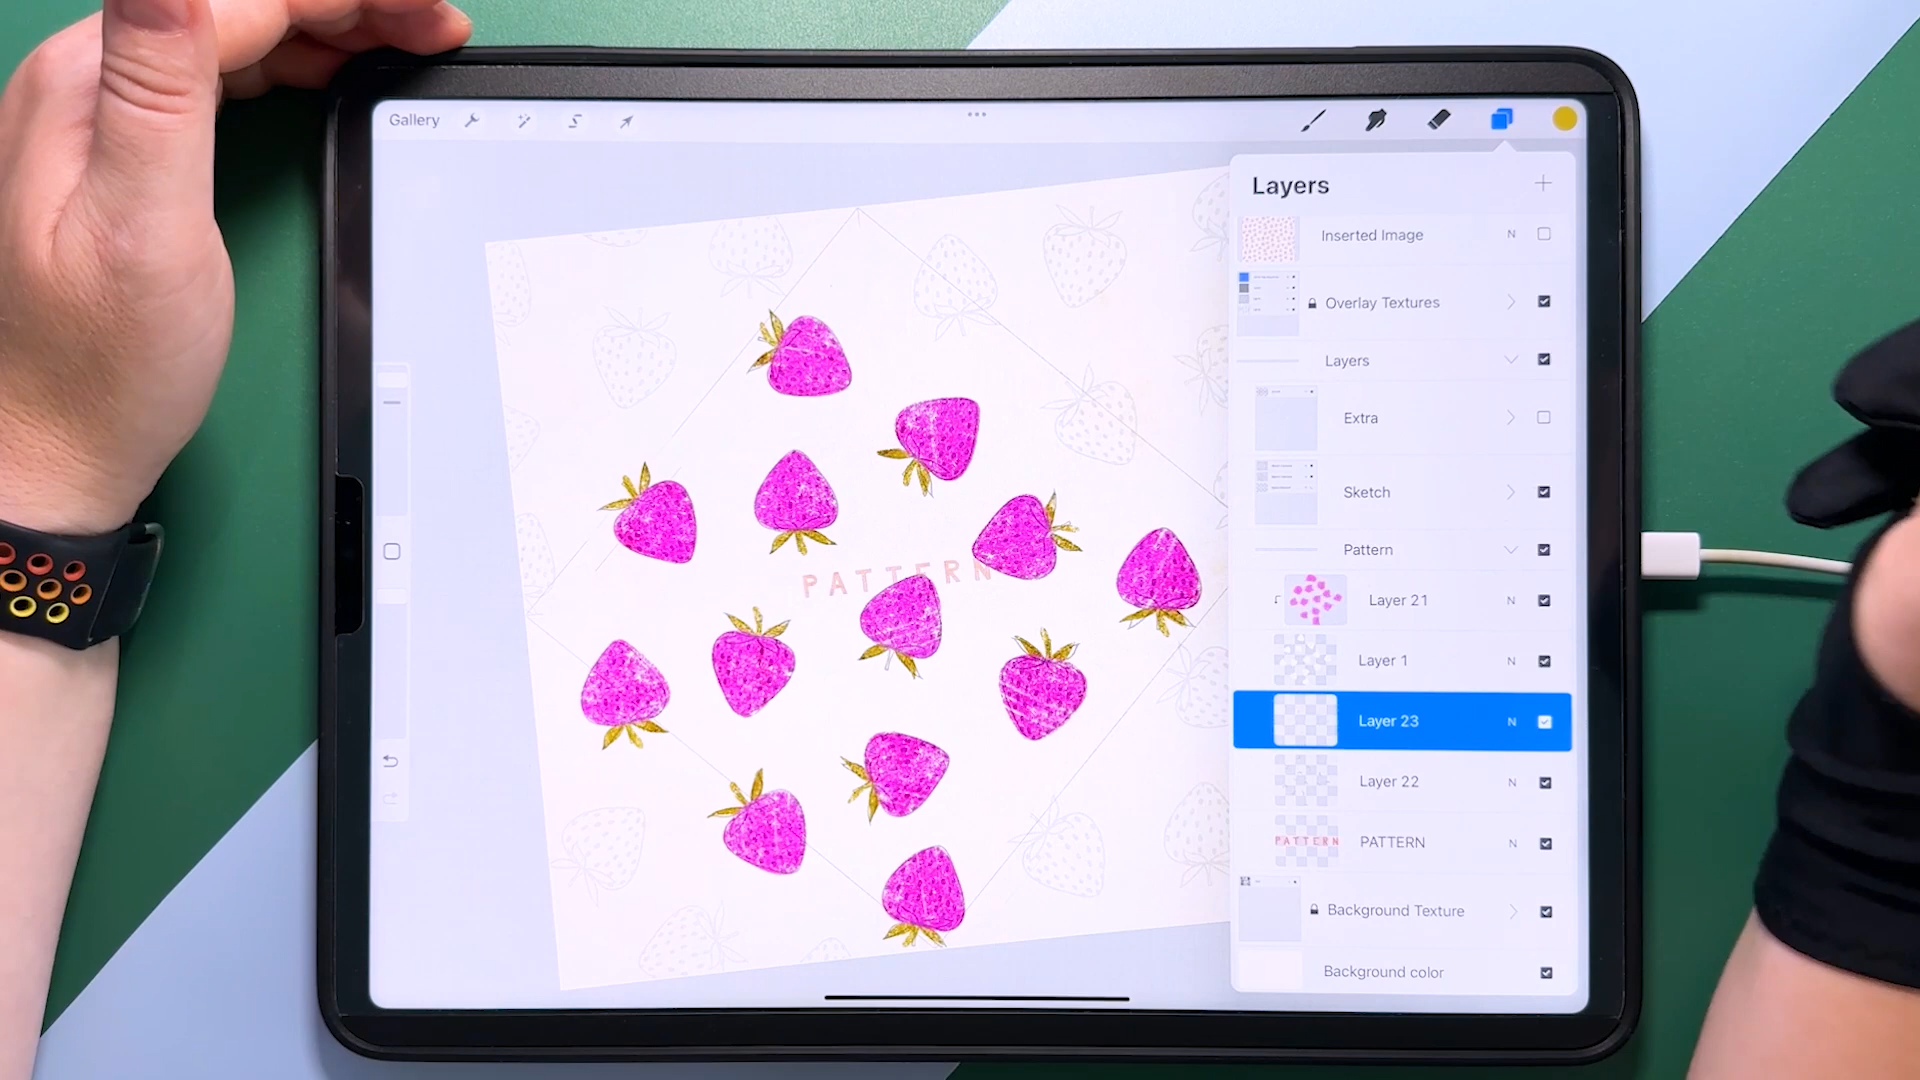 Gallery
Layers
Inserted Image N
Overlay Textures
Layers
Extra
Sketch
Pattern
Layer 21 N
Layer 1 N
Layer 23 N
Layer 22 N
PATTERN PATTERN N
Background Texture
Background color
PATTERN